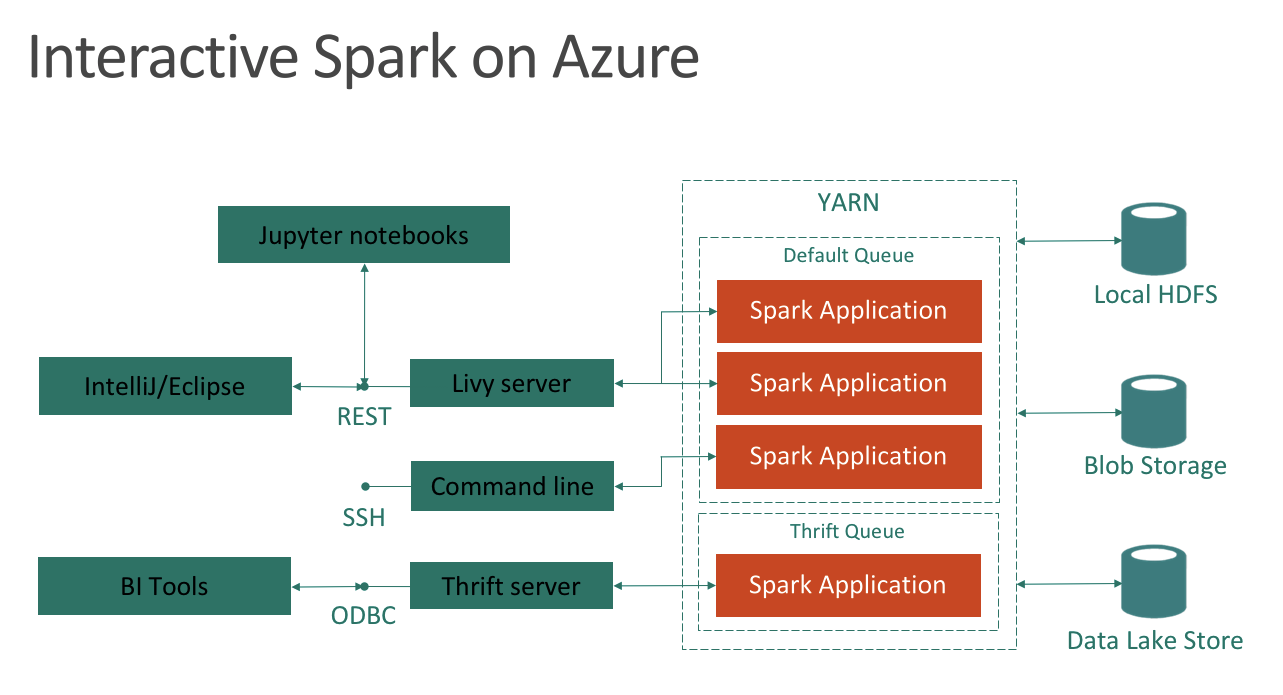 Interactive Spark on Azure
YARN
Jupyter notebooks
Default Queue
Spark Application
Local HDFS
IntelliJ/Eclipse
REST
Livy server
Spark Application
Spark Application
Blob Storage
SSH
Command line
Thrift Queue
BI Tools
ODBC
Thrift server
Spark Application
Data Lake Store